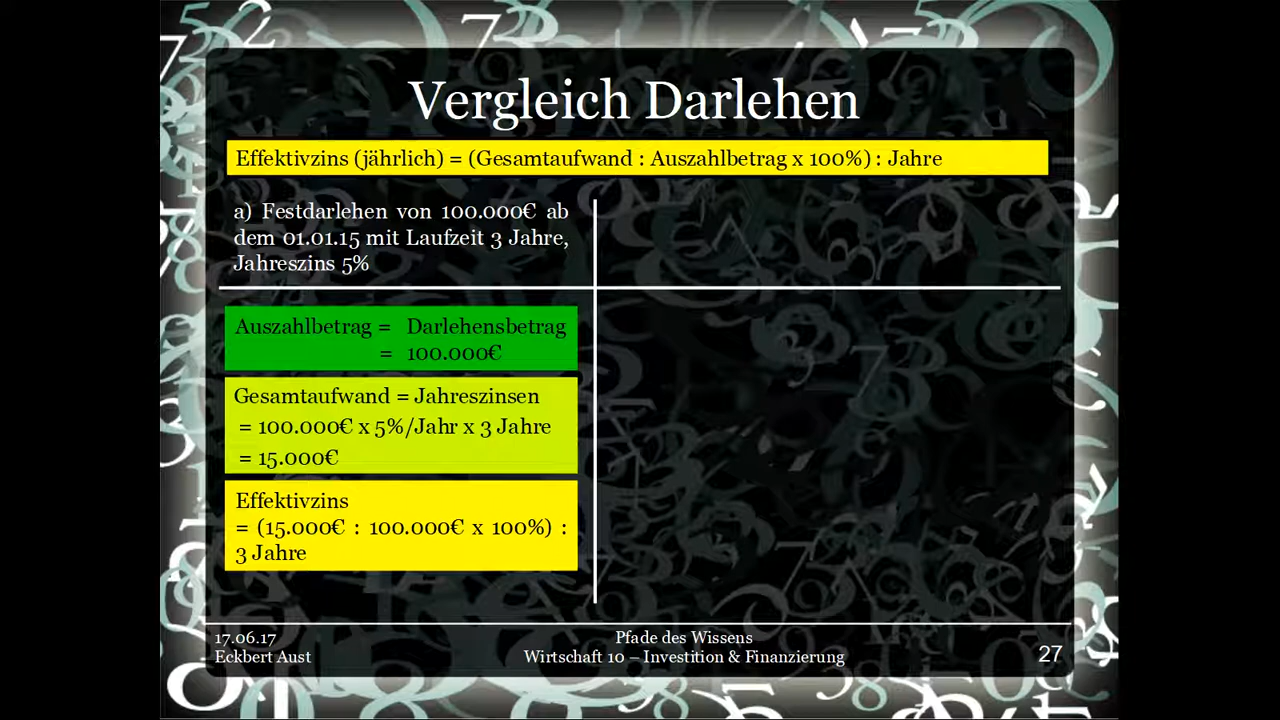 Vergleich Darlehen
Effektivzins (jährlich) = (Gesamtaufwand : Auszahlbetrag x 100%) : Jahre
a) Festdarlehen von 100.000€ ab
dem 01.01.15 mit Laufzeit 3 Jahre,
Jahreszins 5%
Auszahlbetrag = Darlehensbetrag
= 100.000€
Gesamtaufwand = Jahreszinsen
= 100.000€ x 5%/Jahr x 3 Jahre
= 15.000€
Effektivzins
= (15.000€ : 100.000€ x 100%) :
3 Jahre
17.06.17
Eckbert Aust
Pfade des Wissens
Wirtschaft 10 – Investition & Finanzierung
27